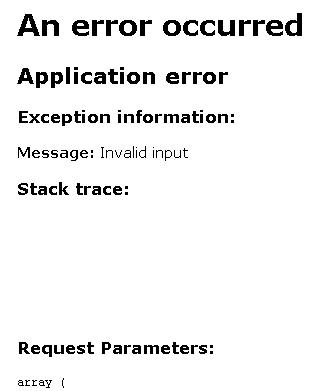 An error occurred
Application error
Exception information:
Message: Invalid input
Stack trace:
Request Parameters:
array (